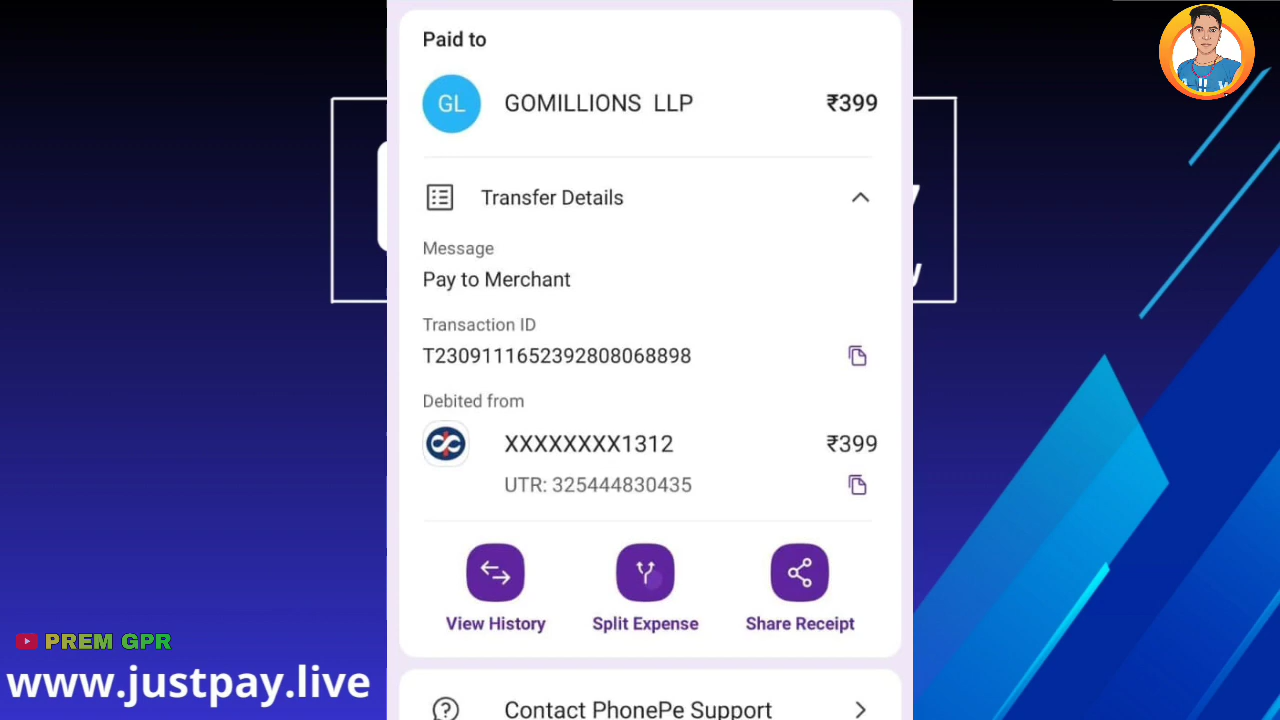 Paid to
GL
GOMILLIONS LLP
₹399
Transfer Details
Message
Pay to Merchant
Transaction ID
T2309111652392808068898
Debited from
XXXXXXXX1312
₹399
UTR: 325444830435
View History
Split Expense
Share Receipt
Contact PhonePe Support
PREM GPR
www.justpay.live